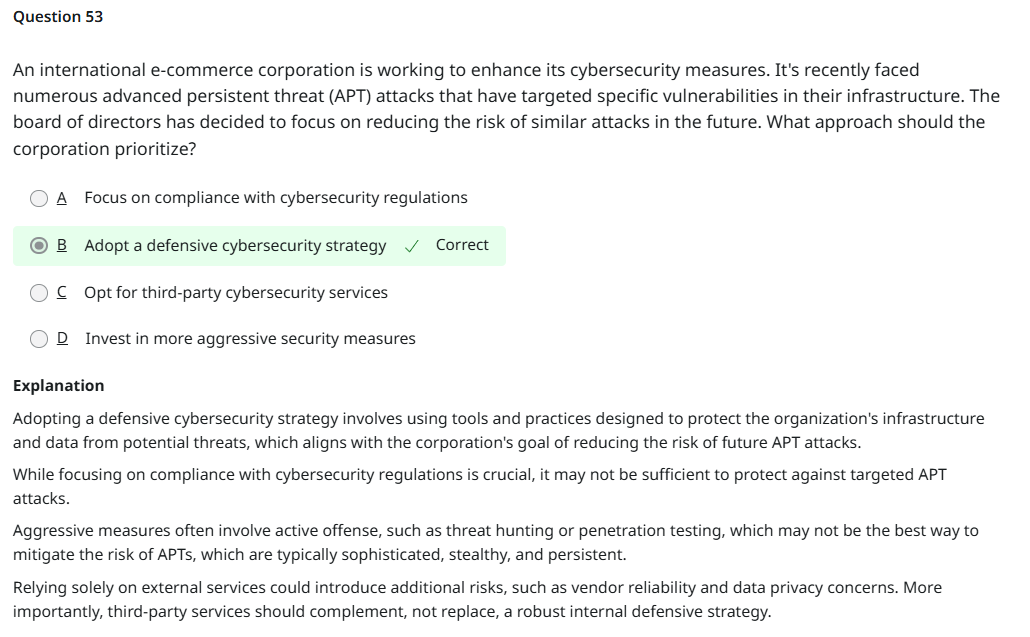 Question 53
An international e-commerce corporation is working to enhance its cybersecurity measures. It's recently faced
numerous advanced persistent threat (APT) attacks that have targeted specific vulnerabilities in their infrastructure. The
board of directors has decided to focus on reducing the risk of similar attacks in the future. What approach should the
corporation prioritize?
A Focus on compliance with cybersecurity regulations
B Adopt a defensive cybersecurity strategy ✓ Correct
C Opt for third-party cybersecurity services
D Invest in more aggressive security measures
Explanation
Adopting a defensive cybersecurity strategy involves using tools and practices designed to protect the organization's infrastructure
and data from potential threats, which aligns with the corporation's goal of reducing the risk of future APT attacks.
While focusing on compliance with cybersecurity regulations is crucial, it may not be sufficient to protect against targeted APT
attacks.
Aggressive measures often involve active offense, such as threat hunting or penetration testing, which may not be the best way to
mitigate the risk of APTs, which are typically sophisticated, stealthy, and persistent.
Relying solely on external services could introduce additional risks, such as vendor reliability and data privacy concerns. More
importantly, third-party services should complement, not replace, a robust internal defensive strategy.